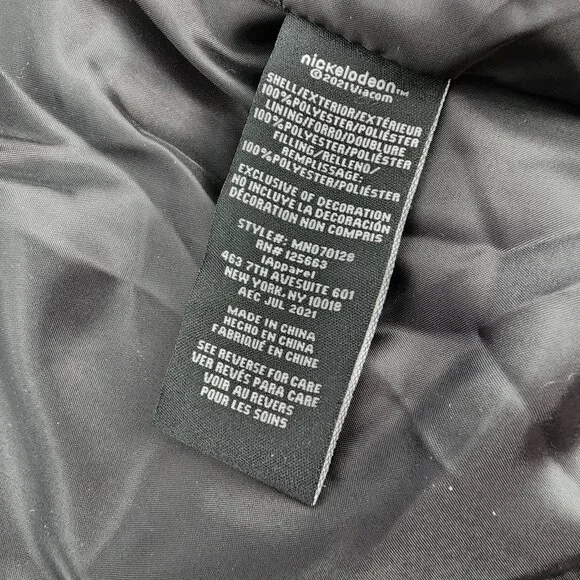 nickelodeon™
©2021 Viacom
SHELL/EXTERIOR/EXTÉRIEUR
100%POLYESTER/POLIÉSTER
LINING/FORRO/DOUBLURE
100%POLYESTER/POLIÉSTER
FILLING/RELLENO/
REMPLISSAGE:
100%POLYESTER/POLIÉSTER
EXCLUSIVE OF DECORATION
NO INCLUYE LA DECORACIÓN
DÉCORATION NON COMPRIS
STYLE#: MN070128
RN# 125663
IApparel
463 7TH AVESUITE 601
NEW YORK, NY 10018
AEC JUL 2021
MADE IN CHINA
HECHO EN CHINA
FABRIQUÉ EN CHINE
SEE REVERSE FOR CARE
VER REVÉS PARA CARE
VOIR AU REVERS
POUR LES SOINS